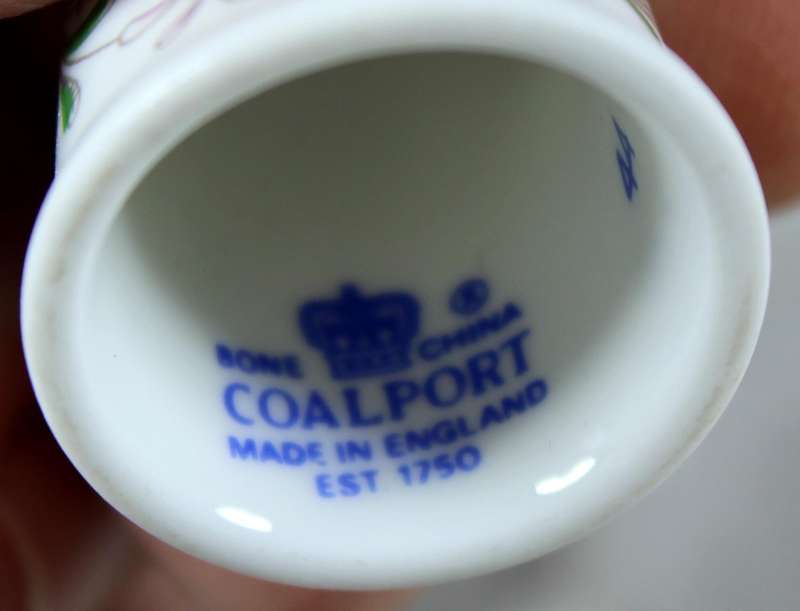 BONE CHINA ®
COALPORT
MADE IN ENGLAND
EST 1750